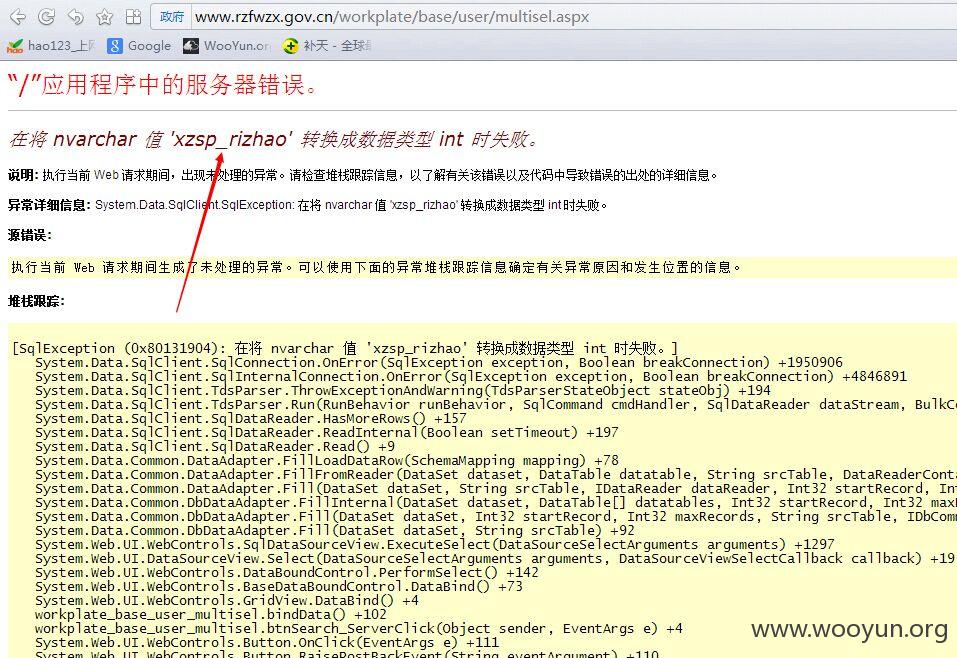 政府 www.rzfwzx.gov.cn/workplate/base/user/multisel.aspx
hao123_上网 Google WooYun.org 补天 - 全球最
“/”应用程序中的服务器错误。
在将 nvarchar 值 'xzsp_rizhao' 转换成数据类型 int 时失败。
说明: 执行当前 Web 请求期间，出现未处理的异常。请检查堆栈跟踪信息，以了解有关该错误以及代码中导致错误的出处的详细信息。
异常详细信息: System.Data.SqlClient.SqlException: 在将 nvarchar 值 'xzsp_rizhao' 转换成数据类型 int 时失败。
源错误:
执行当前 Web 请求期间生成了未处理的异常。可以使用下面的异常堆栈跟踪信息确定有关异常原因和发生位置的信息。
堆栈跟踪:
[SqlException (0x80131904): 在将 nvarchar 值 'xzsp_rizhao' 转换成数据类型 int 时失败。]
System.Data.SqlClient.SqlConnection.OnError(SqlException exception, Boolean breakConnection) +1950906
System.Data.SqlClient.SqlInternalConnection.OnError(SqlException exception, Boolean breakConnection) +4846891
System.Data.SqlClient.TdsParser.ThrowExceptionAndWarning(TdsParserStateObject stateObj) +194
System.Data.SqlClient.TdsParser.Run(RunBehavior runBehavior, SqlCommand cmdHandler, SqlDataReader dataStream, BulkCo
System.Data.SqlClient.SqlDataReader.HasMoreRows() +157
System.Data.SqlClient.SqlDataReader.ReadInternal(Boolean setTimeout) +197
System.Data.SqlClient.SqlDataReader.Read() +9
System.Data.Common.DataAdapter.FillLoadDataRow(SchemaMapping mapping) +78
System.Data.Common.DataAdapter.FillFromReader(DataSet dataset, DataTable datatable, String srcTable, DataReaderConta
System.Data.Common.DataAdapter.Fill(DataSet dataSet, String srcTable, IDataReader dataReader, Int32 startRecord, Int
System.Data.Common.DbDataAdapter.FillInternal(DataSet dataset, DataTable[] datatables, Int32 startRecord, Int32 maxR
System.Data.Common.DbDataAdapter.Fill(DataSet dataSet, Int32 startRecord, Int32 maxRecords, String srcTable, IDbComm
System.Data.Common.DbDataAdapter.Fill(DataSet dataSet, String srcTable) +92
System.Web.UI.WebControls.SqlDataSourceView.ExecuteSelect(DataSourceSelectArguments arguments) +1297
System.Web.UI.DataSourceView.Select(DataSourceSelectArguments arguments, DataSourceViewSelectCallback callback) +19
System.Web.UI.WebControls.DataBoundControl.PerformSelect() +142
System.Web.UI.WebControls.BaseDataBoundControl.DataBind() +73
System.Web.UI.WebControls.GridView.DataBind() +4
workplate_base_user_multisel.bindData() +102
workplate_base_user_multisel.btnSearch_ServerClick(Object sender, EventArgs e) +4
System.Web.UI.WebControls.Button.OnClick(EventArgs e) +111
System.Web.UI.WebControls.Button.RaisePostBackEvent(String eventArgument) +110
www.wooyun.org